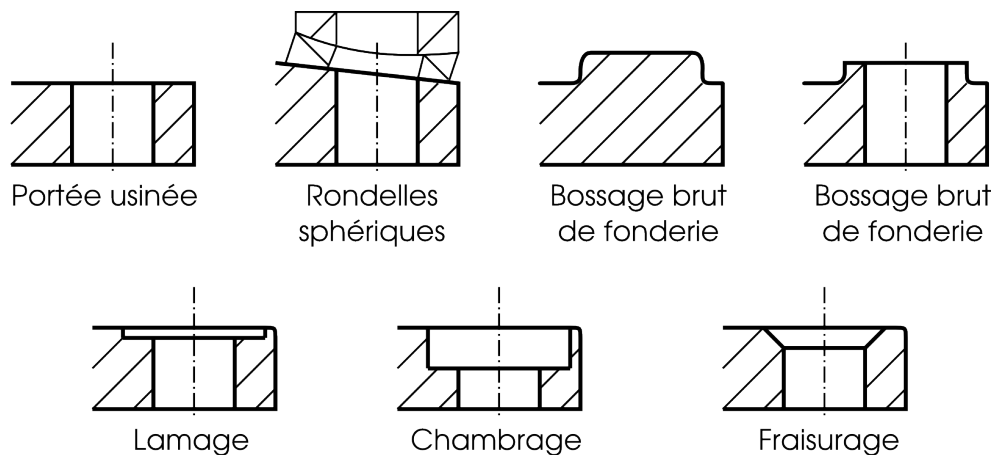 Portée usinée
Rondelles
sphériques
Bossage brut
de fonderie
Bossage brut
de fonderie
Lamage
Chambrage
Fraisurage